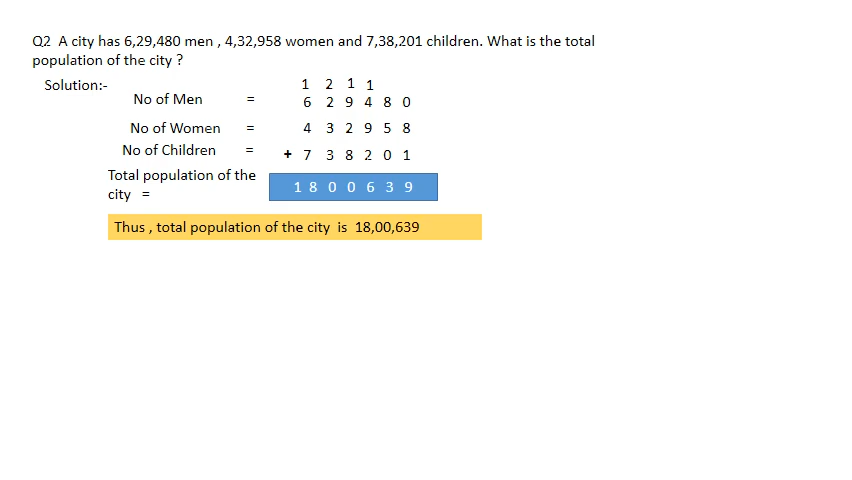 Q2 A city has 6,29,480 men , 4,32,958 women and 7,38,201 children. What is the total
population of the city ?
Solution:-
1 2 1 1
No of Men = 6 2 9 4 8 0
No of Women = 4 3 2 9 5 8
No of Children = + 7 3 8 2 0 1
Total population of the
city = 1 8 0 0 6 3 9
Thus , total population of the city is 18,00,639